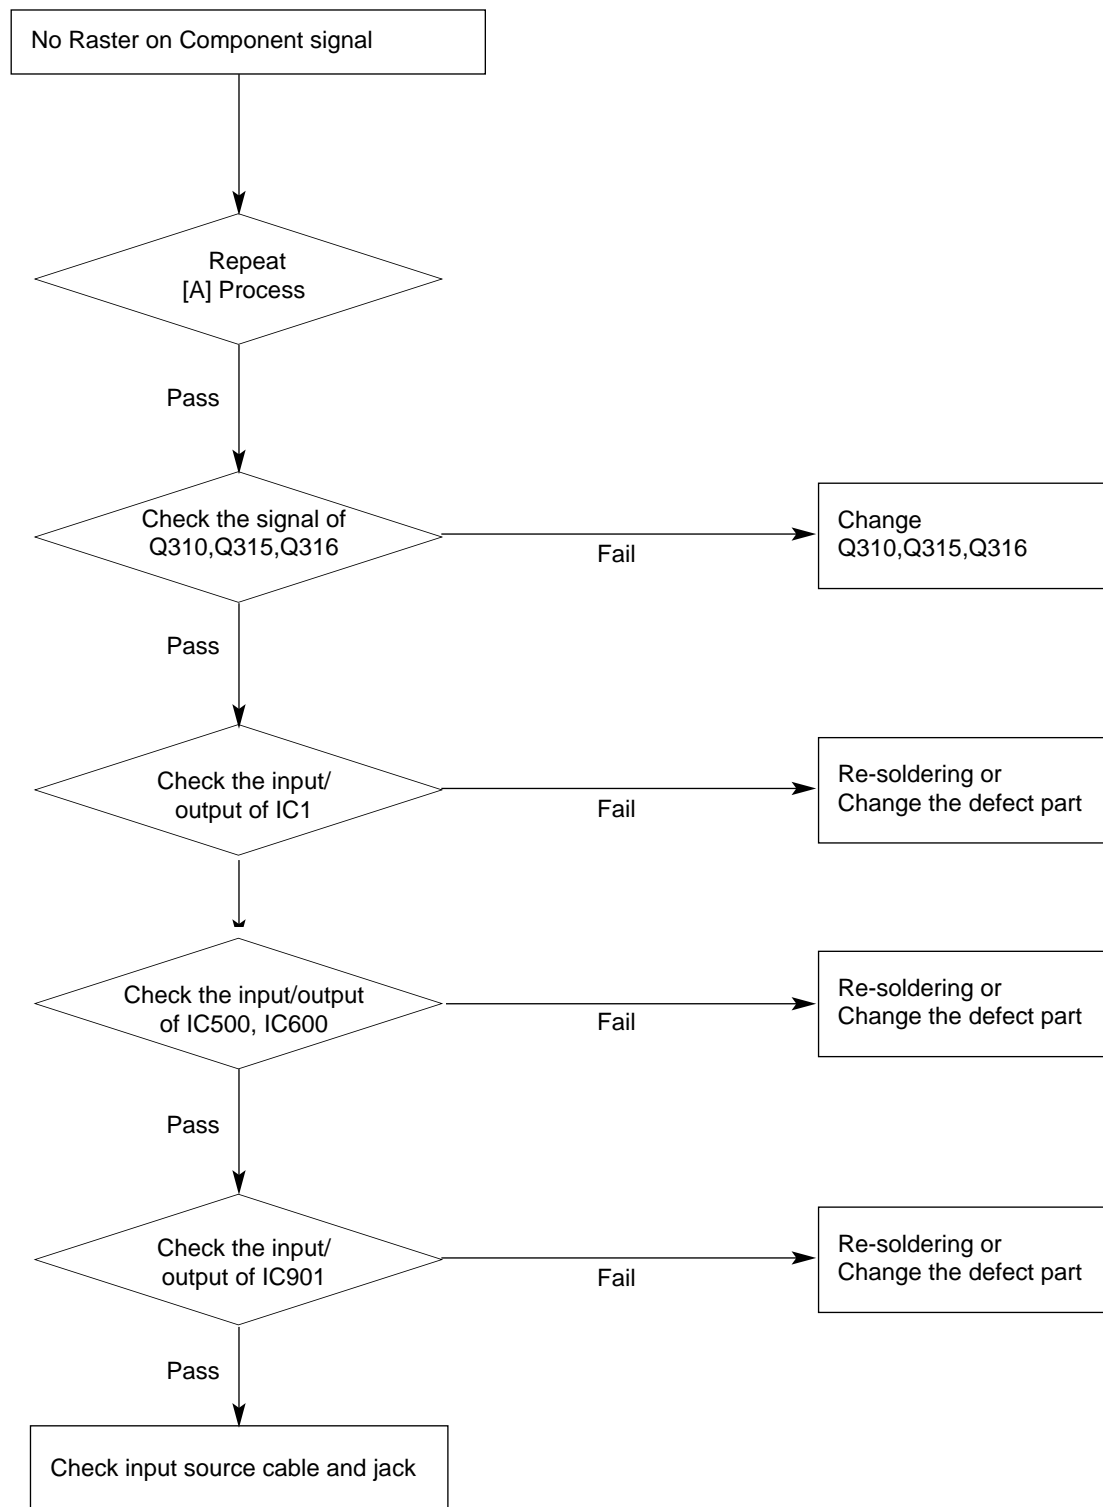 No Raster on Component signal
Repeat
[A] Process
Pass
Check the signal of
Q310,Q315,Q316
Fail
Change
Q310,Q315,Q316
Pass
Check the input/
output of IC1
Fail
Re-soldering or
Change the defect part
Check the input/output
of IC500, IC600
Fail
Re-soldering or
Change the defect part
Pass
Check the input/
output of IC901
Fail
Re-soldering or
Change the defect part
Pass
Check input source cable and jack